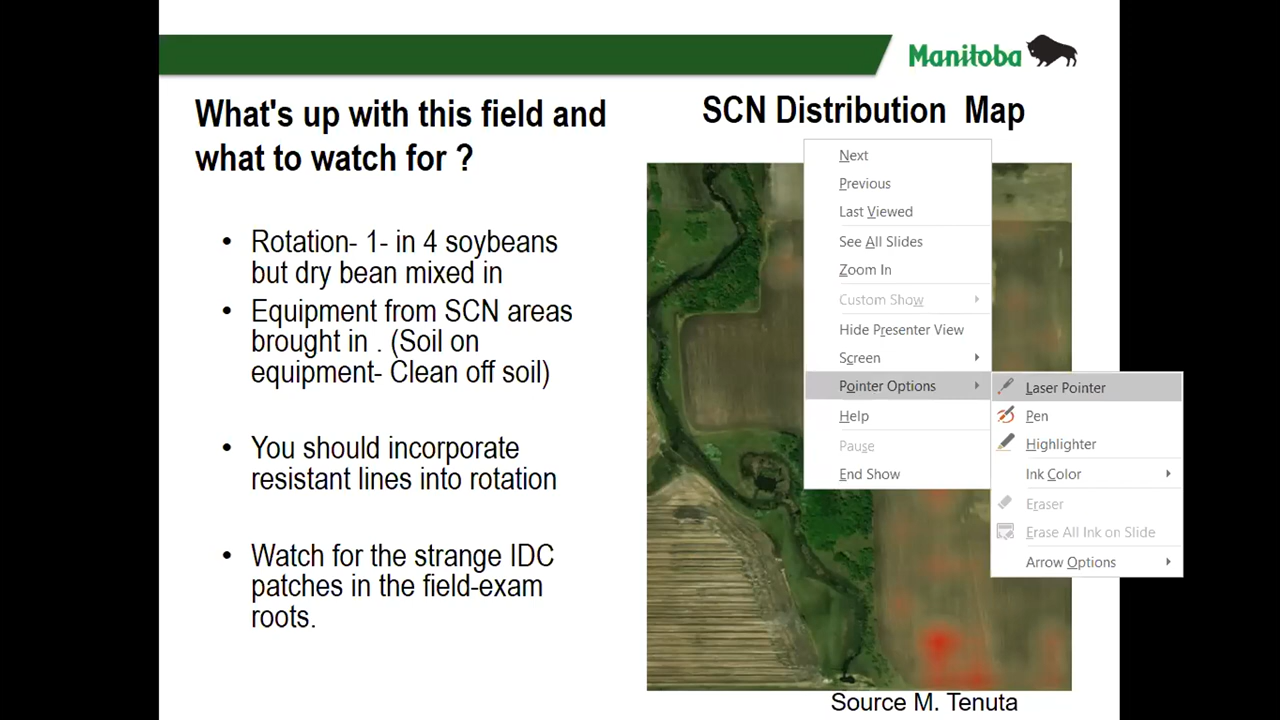 Manitoba
What's up with this field and
what to watch for ?
SCN Distribution Map
• Rotation- 1- in 4 soybeans
but dry bean mixed in
• Equipment from SCN areas
brought in . (Soil on
equipment- Clean off soil)
• You should incorporate
resistant lines into rotation
• Watch for the strange IDC
patches in the field-exam
roots.
Next
Previous
Last Viewed
See All Slides
Zoom In
Custom Show
Hide Presenter View
Screen
Pointer Options
Help
Pause
End Show
Laser Pointer
Pen
Highlighter
Ink Color
Eraser
Erase All Ink on Slide
Arrow Options
Source M. Tenuta